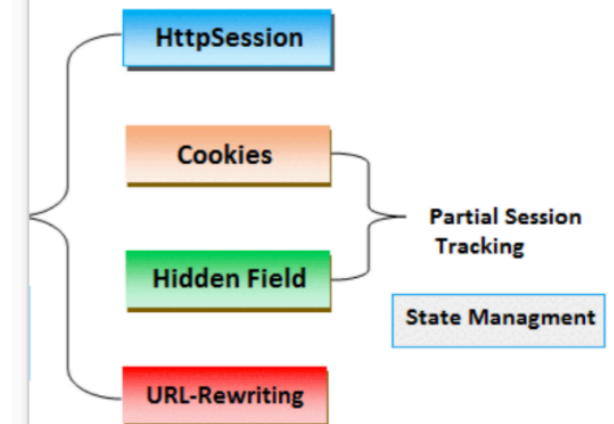 HttpSession
Cookies
Partial Session
Tracking
Hidden Field
State Managment
URL-Rewriting